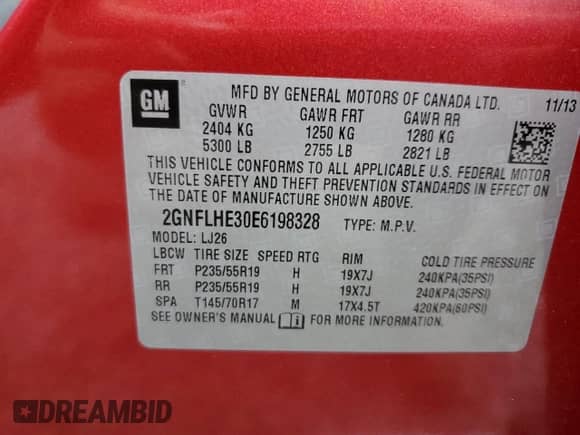 GM
MFD BY GENERAL MOTORS OF CANADA LTD. 11/13
GVWR GAWR FRT GAWR RR
2404 KG 1250 KG 1280 KG
5300 LB 2755 LB 2821 LB
THIS VEHICLE CONFORMS TO ALL APPLICABLE U.S. FEDERAL MOTOR
VEHICLE SAFETY AND THEFT PREVENTION STANDARDS IN EFFECT ON
THE DATE OF MANUFACTURE SHOWN ABOVE.
2GNFLHE30E6198328 TYPE: M.P.V.
MODEL: LJ26
LBCW TIRE SIZE SPEED RTG RIM COLD TIRE PRESSURE
FRT P235/55R19 H 19X7J 240KPA(35PSI)
RR P235/55R19 H 19X7J 240KPA(35PSI)
SPA T145/70R17 M 17X4.5T 420KPA(60PSI)
SEE OWNER'S MANUAL i FOR MORE INFORMATION.
DREAMBID